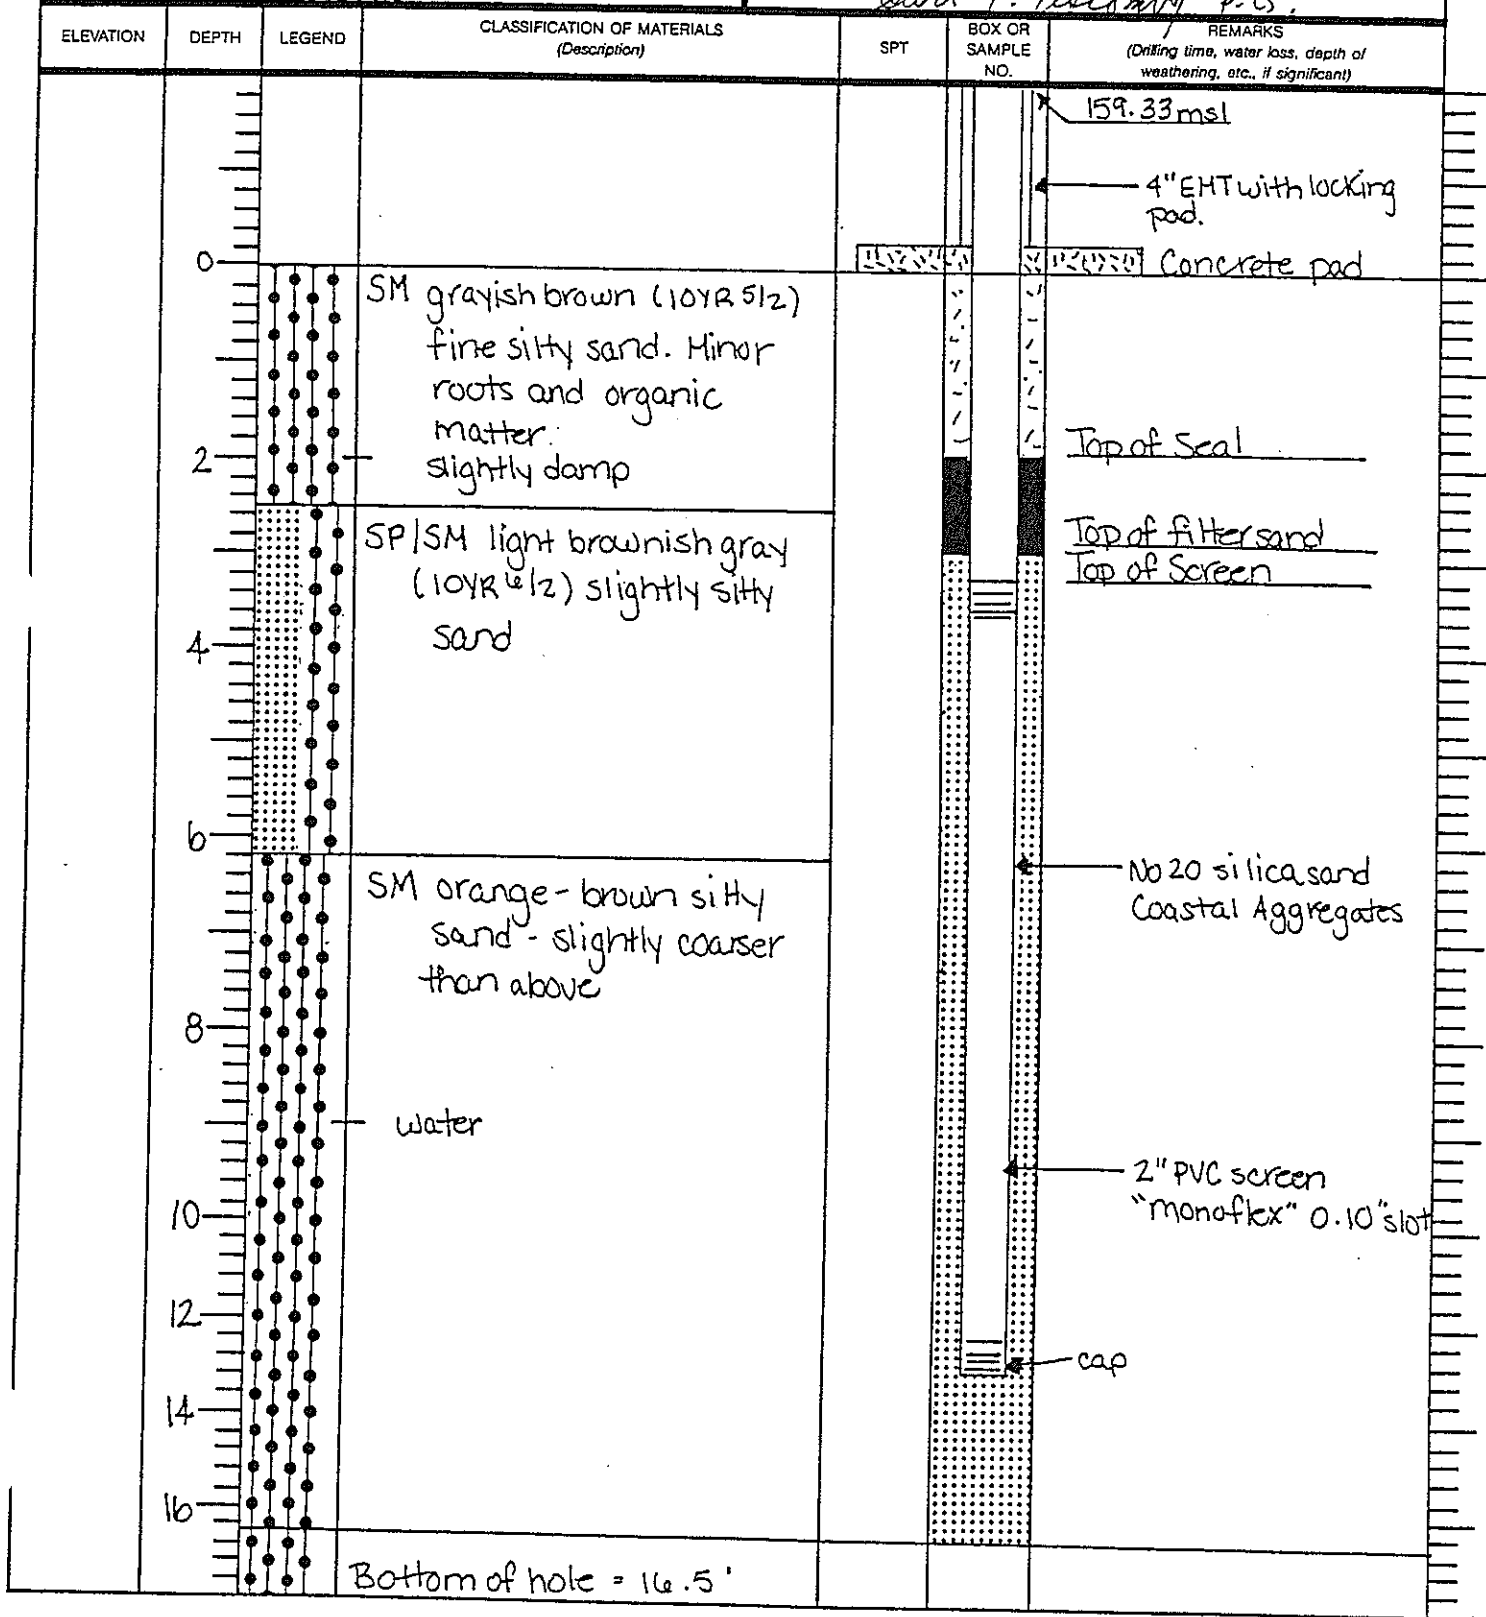 P.G.
ELEVATION
DEPTH
LEGEND
CLASSIFICATION OF MATERIALS
(Description)
SPT
BOX OR
SAMPLE
NO.
REMARKS
(Drilling time, water loss, depth of
weathering, etc., if significant)
159.33 msl
4" EMT with locking
pad.
0
Concrete pad
SM grayish brown (10YR 5/2)
fine silty sand. Minor
roots and organic
matter.
slightly damp
2
Top of Seal
SP/SM light brownish gray
(10YR 6/2) slightly silty
sand
Top of filter sand
Top of Screen
4
6
SM orange-brown silty
sand - slightly coarser
than above
No 20 silica sand
Coastal Aggregates
8
water
2" PVC screen
"monoflex" 0.10" slot
10
12
cap
14
16
Bottom of hole = 16.5'